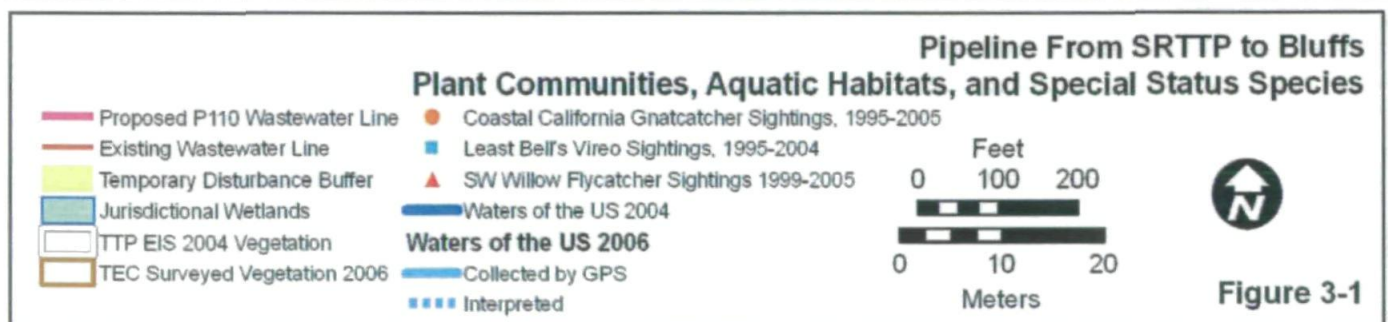 Pipeline From SRTTP to Bluffs
Plant Communities, Aquatic Habitats, and Special Status Species
Proposed P110 Wastewater Line
Existing Wastewater Line
Temporary Disturbance Buffer
Jurisdictional Wetlands
TTP EIS 2004 Vegetation
TEC Surveyed Vegetation 2006
Coastal California Gnatcatcher Sightings, 1995-2005
Least Bell's Vireo Sightings, 1995-2004
SW Willow Flycatcher Sightings 1999-2005
Waters of the US 2004
Waters of the US 2006
Collected by GPS
Interpreted
Feet
0 100 200
0 10 20
Meters
N
Figure 3-1